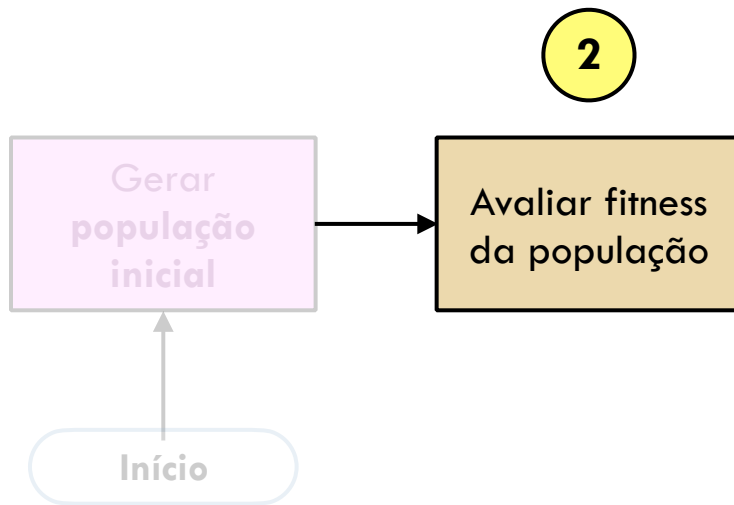 2
Gerar
população
inicial
Avaliar fitness
da população
Início